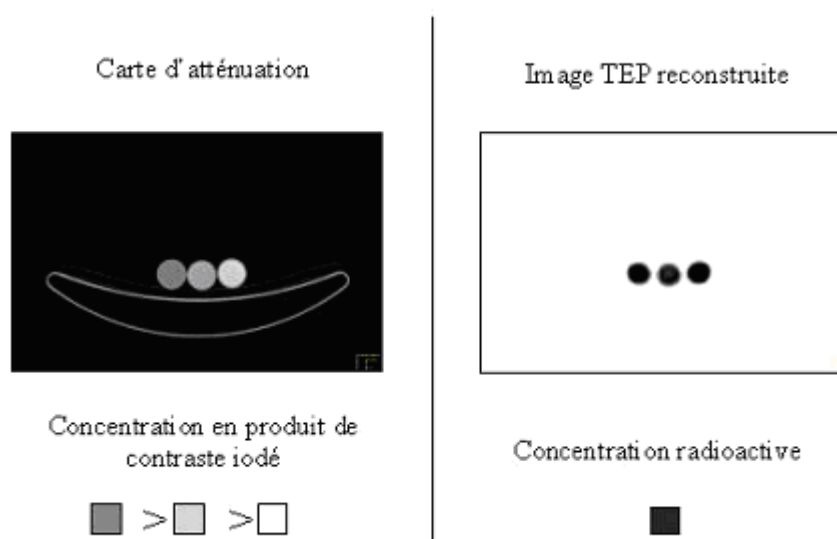 Carte d'atténuation
Image TEP reconstruite
Concentration en produit de
contraste iodé
> >
Concentration radioactive